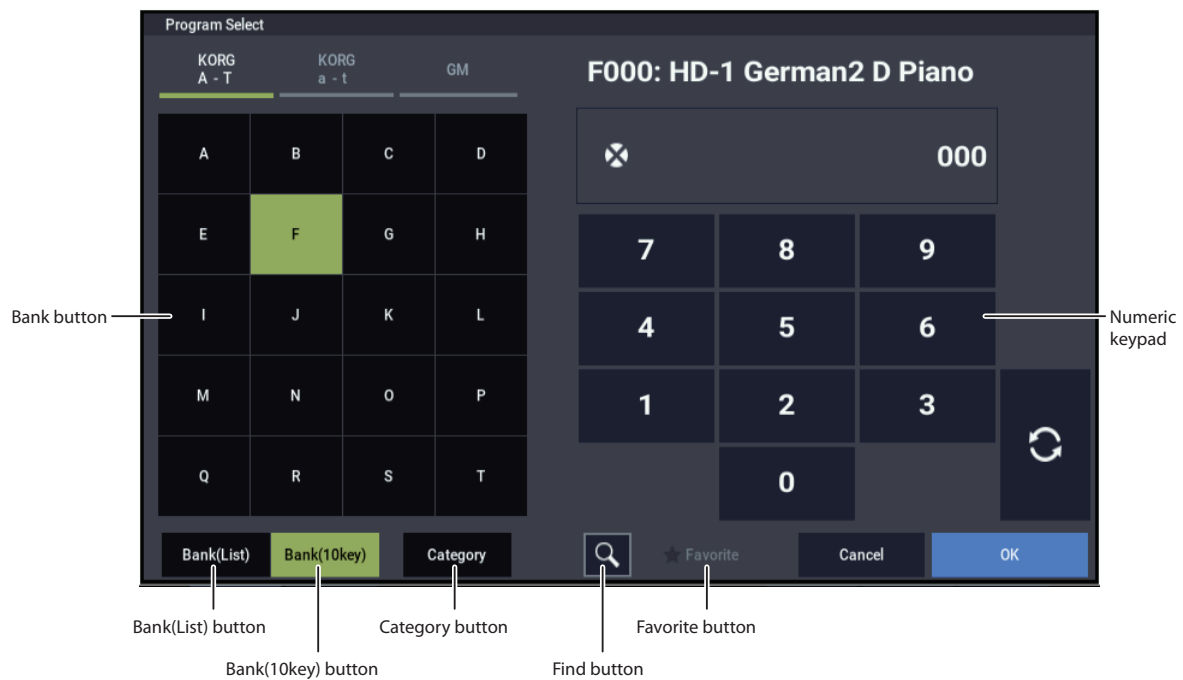 Program Select
KORG
A - T
KORG
a - t
GM
F000: HD-1 German2 D Piano
A B C D
000
E F G H
7 8 9
I J K L
4 5 6
Bank button
Numeric
keypad
M N O P
1 2 3
Q R S T
0
Bank(List) Bank(10key) Category Favorite Cancel OK
Bank(List) button
Category button
Favorite button
Bank(10key) button
Find button